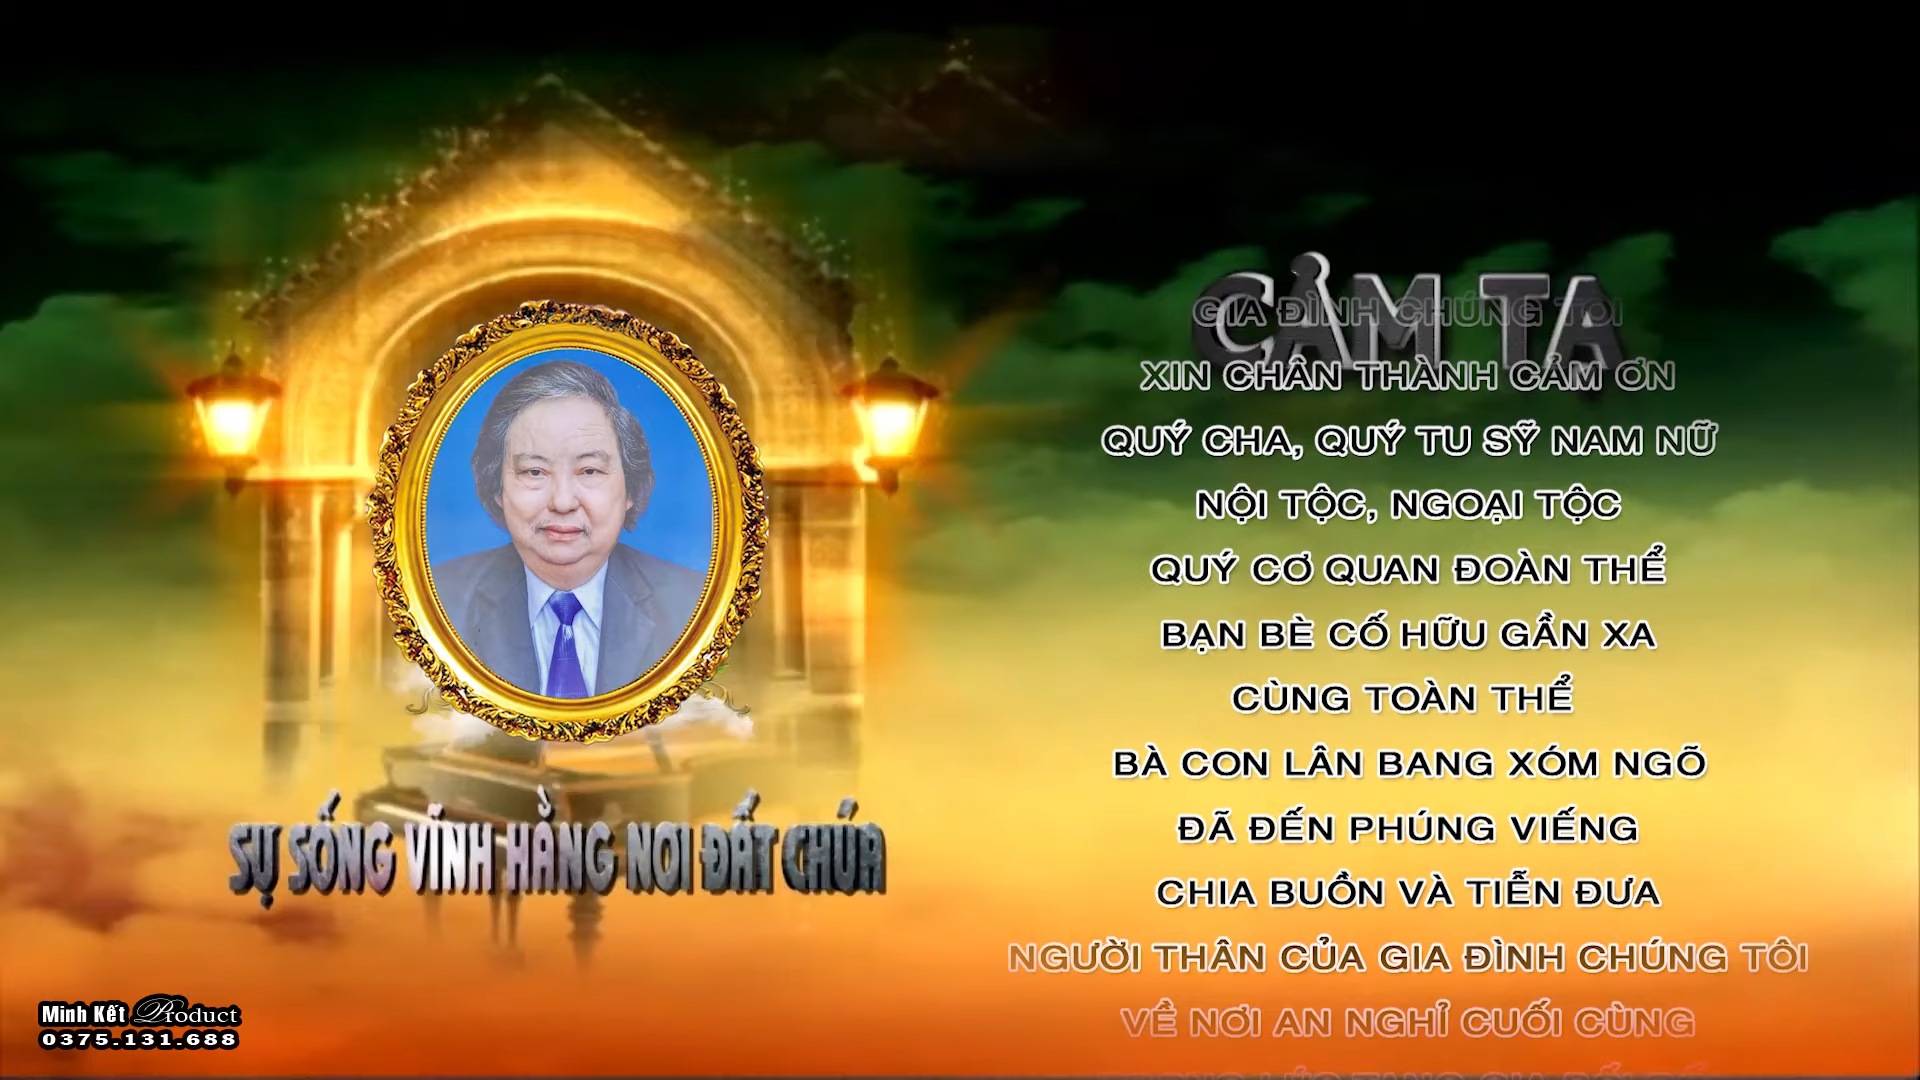 CẢM TẠ
GIA ĐÌNH CHÚNG TÔI
XIN CHÂN THÀNH CẢM ƠN
QUÝ CHA, QUÝ TU SỸ NAM NỮ
NỘI TỘC, NGOẠI TỘC
QUÝ CƠ QUAN ĐOÀN THỂ
BẠN BÈ CỐ HỮU GẦN XA
CÙNG TOÀN THỂ
BÀ CON LÂN BANG XÓM NGÕ
ĐÃ ĐẾN PHÚNG VIẾNG
CHIA BUỒN VÀ TIỄN ĐƯA
NGƯỜI THÂN CỦA GIA ĐÌNH CHÚNG TÔI
VỀ NƠI AN NGHỈ CUỐI CÙNG
SỰ SỐNG VĨNH HẰNG NƠI ĐẤT CHÚA
Minh Kết Product
0375.131.688